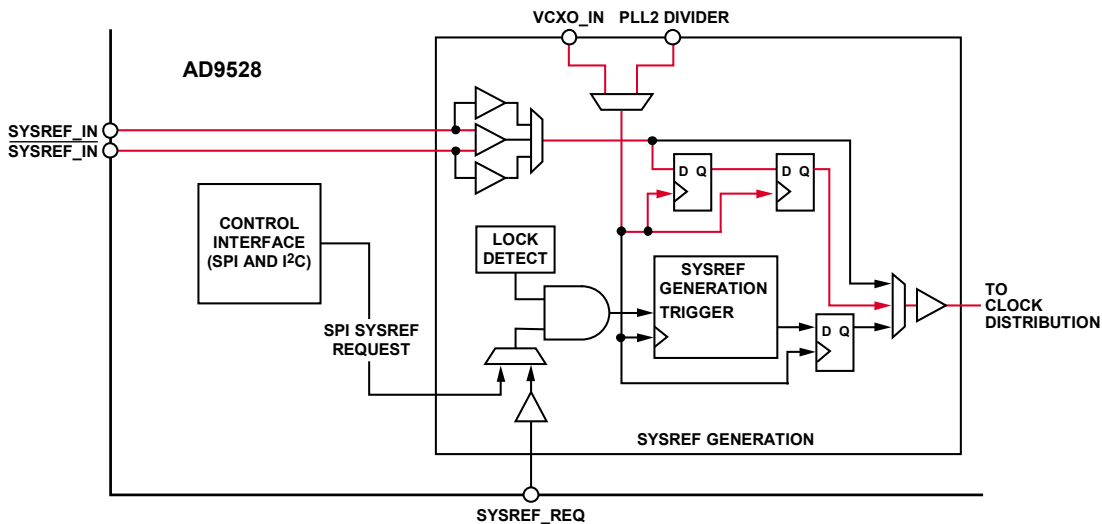 VCXO_IN PLL2 DIVIDER
AD9528
SYSREF_IN
SYSREF_IN
D Q
D Q
CONTROL
INTERFACE
(SPI AND I²C)
LOCK
DETECT
SYSREF
GENERATION
TRIGGER
TO
CLOCK
DISTRIBUTION
D Q
SPI SYSREF
REQUEST
SYSREF GENERATION
SYSREF_REQ